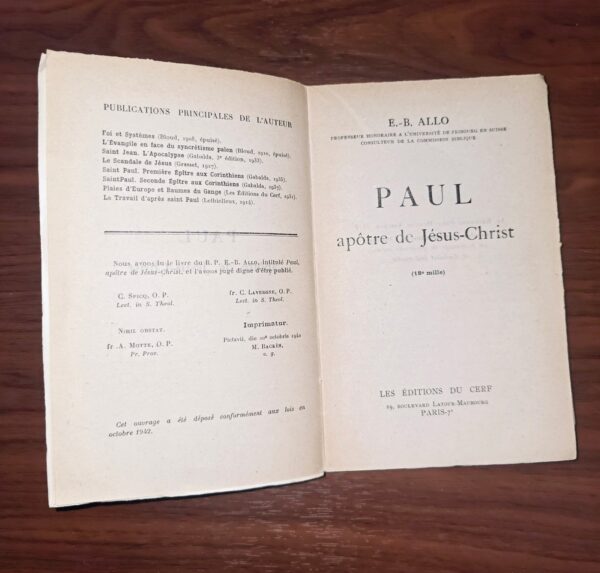 PUBLICATIONS PRINCIPALES DE L'AUTEUR
Foi et Systèmes (Bloud, 1908, épuisé).
L'Evangile en face du syncrétisme païen (Bloud, 1910, épuisé).
Saint Jean. L'Apocalypse (Gabalda, 3e édition, 1933).
Le Scandale de Jésus (Grasset, 1927).
Saint Paul. Première Épître aux Corinthiens (Gabalda, 1935).
Saint Paul. Seconde Épître aux Corinthiens (Gabalda, 1937).
Plaies d'Europe et Baumes du Gange (Les Éditions du Cerf, 1931).
Le Travail d'après saint Paul (Lethielleux, 1914).
Nous avons lu le livre du R. P. E.-B. ALLO, intitulé Paul,
apôtre de Jésus-Christ, et l'avons jugé digne d'être publié.
C. SPICQ, O. P.
Lect. in S. Theol.
fr. C. LAVERGNE, O. P.
Lect. in S. Theol.
NIHIL OBSTAT.
fr .A. MOTTE, O. P.
Pr. Prov.
Imprimatur.
Pictavii, die octobris
v. g.
Cet ouvrage a été déposé conformément aux lois en
octobre 1942.
E.-B. ALLO
PROFESSEUR HONORAIRE A L'UNIVERSITÉ DE FRIBOURG EN SUISSE
CONSULTEUR DE LA COMMISSION BIBLIQUE
PAUL
apôtre de Jésus-Christ
(18e mille)
LES ÉDITIONS DU CERF
29, BOULEVARD LATOUR-MAUBOURG
PARIS-7e